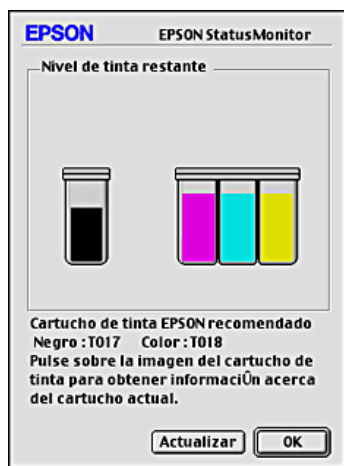 EPSON EPSON StatusMonitor
Nivel de tinta restante
Cartucho de tinta EPSON recomendado
Negro : T017 Color : T018
Pulse sobre la imagen del cartucho de
tinta para obtener informaciÛn acerca
del cartucho actual.
Actualizar OK